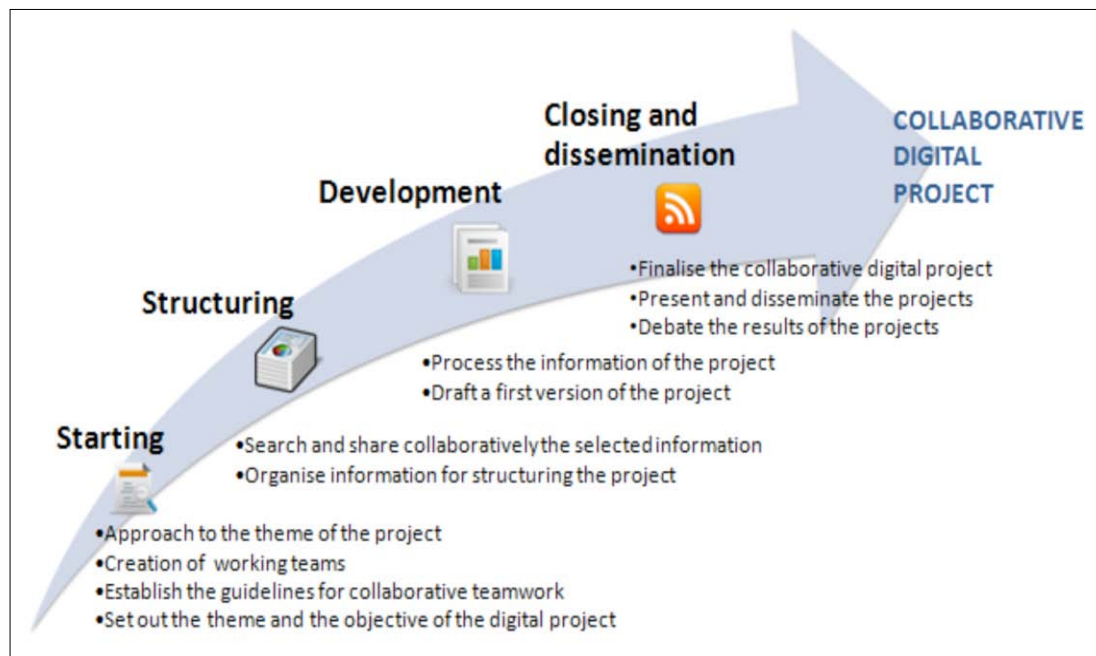 Closing and
dissemination
COLLABORATIVE
DIGITAL
PROJECT
Development
•Finalise the collaborative digital project
•Present and disseminate the projects
•Debate the results of the projects
Structuring
•Process the information of the project
•Draft a first version of the project
Starting
•Search and share collaboratively the selected information
•Organise information for structuring the project
•Approach to the theme of the project
•Creation of working teams
•Establish the guidelines for collaborative teamwork
•Set out the theme and the objective of the digital project